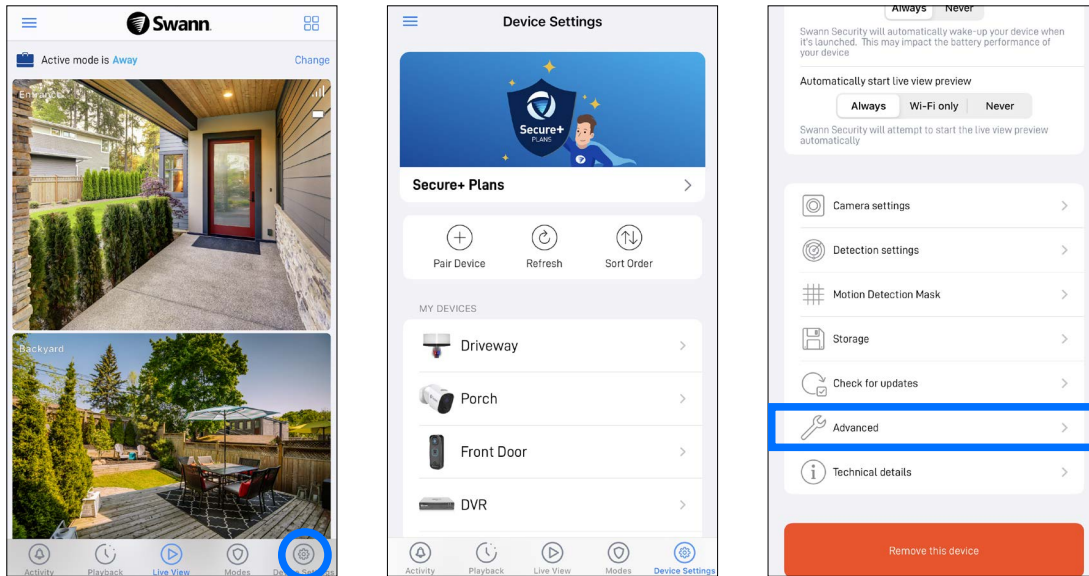 Swann
Active mode is Away
Change
Entrance
Backyard
Activity
Playback
Live View
Modes
Device Settings
Device Settings
Secure+
PLANS
Secure+ Plans
Pair Device
Refresh
Sort Order
MY DEVICES
Driveway
Porch
Front Door
DVR
Activity
Playback
Live View
Modes
Device Settings
Always Never
Swann Security will automatically wake-up your device when
it's launched. This may impact the battery performance of
your device
Automatically start live view preview
Always Wi-Fi only Never
Swann Security will attempt to start the live view preview
automatically
Camera settings
Detection settings
Motion Detection Mask
Storage
Check for updates
Advanced
Technical details
Remove this device